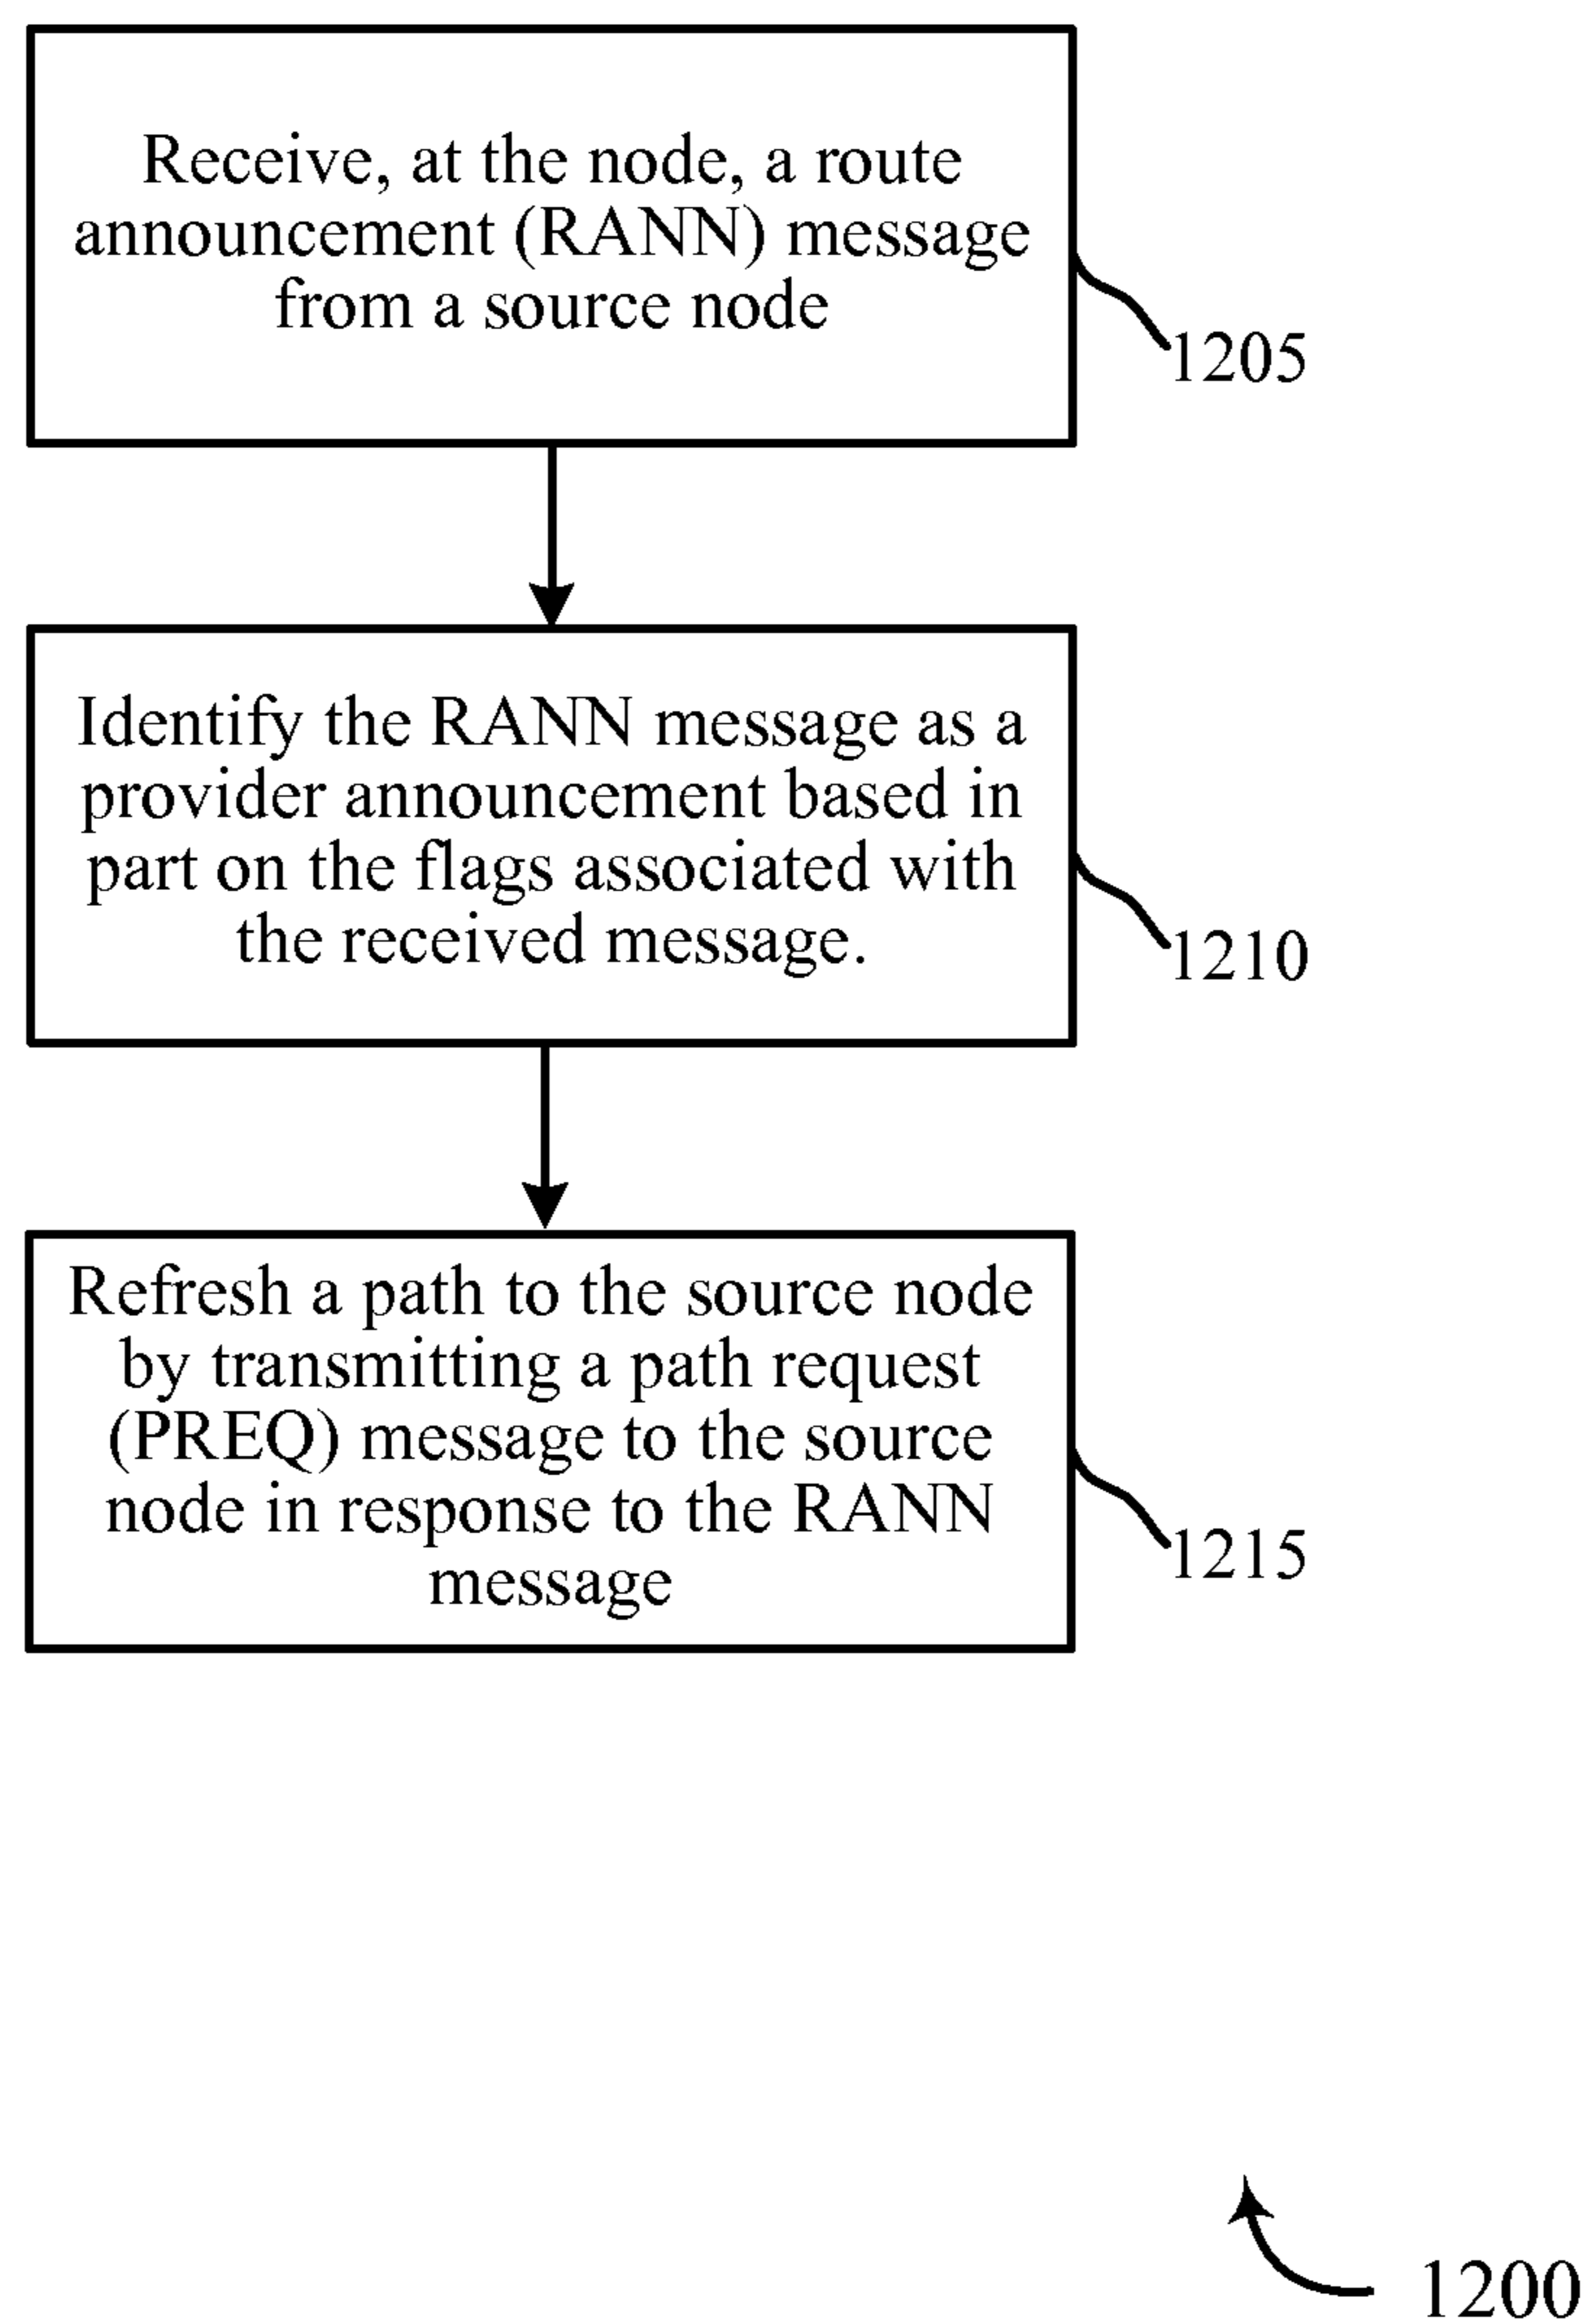 Receive, at the node, a route
announcement (RANN) message
from a source node
1205
Identify the RANN message as a
provider announcement based in
part on the flags associated with
the received message.
1210
Refresh a path to the source node
by transmitting a path request
(PREQ) message to the source
node in response to the RANN
message
1215
1200